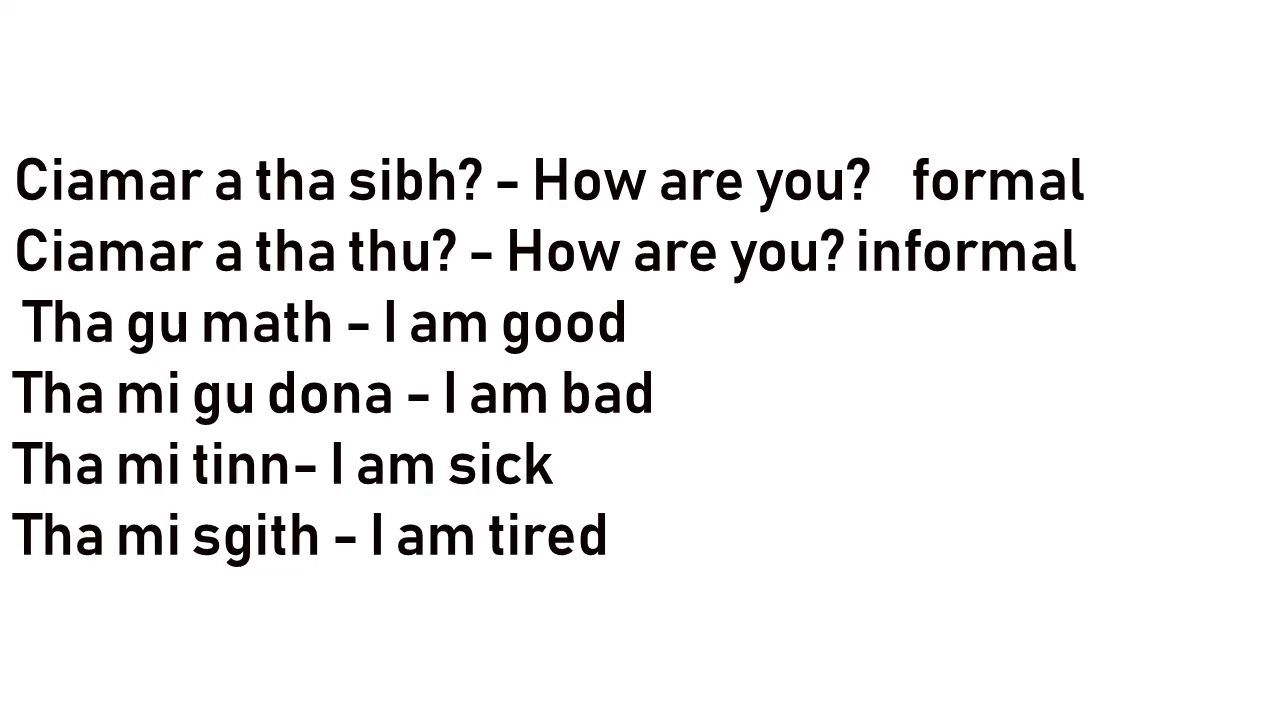 Ciamar a tha sibh? - How are you? formal
Ciamar a tha thu? - How are you? informal
Tha gu math - I am good
Tha mi gu dona - I am bad
Tha mi tinn- I am sick
Tha mi sgith - I am tired